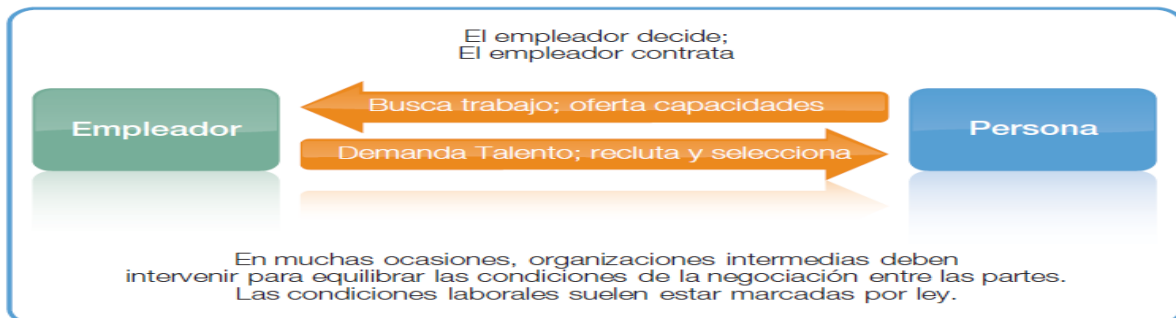 El empleador decide;
El empleador contrata
Busca trabajo; oferta capacidades
Empleador
Persona
Demanda Talento; recluta y selecciona
En muchas ocasiones, organizaciones intermedias deben
intervenir para equilibrar las condiciones de la negociación entre las partes.
Las condiciones laborales suelen estar marcadas por ley.